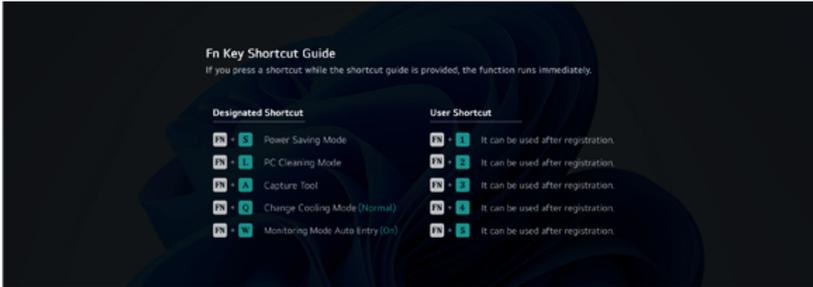 Fn Key Shortcut Guide
If you press a shortcut while the shortcut guide is provided, the function runs immediately.
Designated Shortcut
FN + S Power Saving Mode
FN + L PC Cleaning Mode
FN + A Capture Tool
FN + Q Change Cooling Mode (Normal)
FN + W Monitoring Mode Auto Entry (On)
User Shortcut
FN + 1 It can be used after registration.
FN + 2 It can be used after registration.
FN + 3 It can be used after registration.
FN + 4 It can be used after registration.
FN + 5 It can be used after registration.